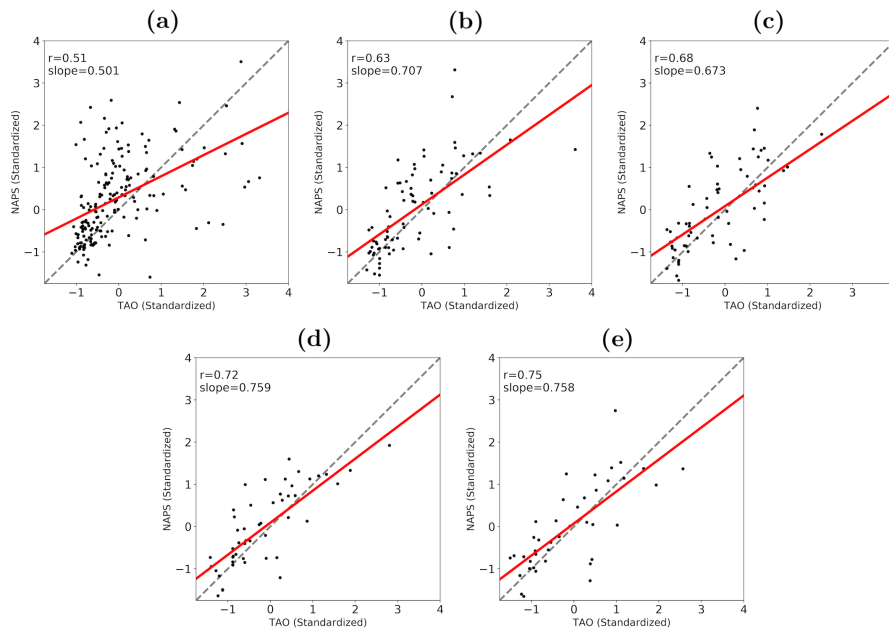 (a)
r=0.51
slope=0.501
NAPS (Standardized)
4
3
2
1
0
−1
−1 0 1 2 3 4
TAO (Standardized)
(b)
r=0.63
slope=0.707
NAPS (Standardized)
4
3
2
1
0
−1
−1 0 1 2 3 4
TAO (Standardized)
(c)
r=0.68
slope=0.673
NAPS (Standardized)
4
3
2
1
0
−1
−1 0 1 2 3
TAO (Standardized)
(d)
r=0.72
slope=0.759
NAPS (Standardized)
4
3
2
1
0
−1
−1 0 1 2 3 4
TAO (Standardized)
(e)
r=0.75
slope=0.758
NAPS (Standardized)
4
3
2
1
0
−1
−1 0 1 2 3 4
TAO (Standardized)